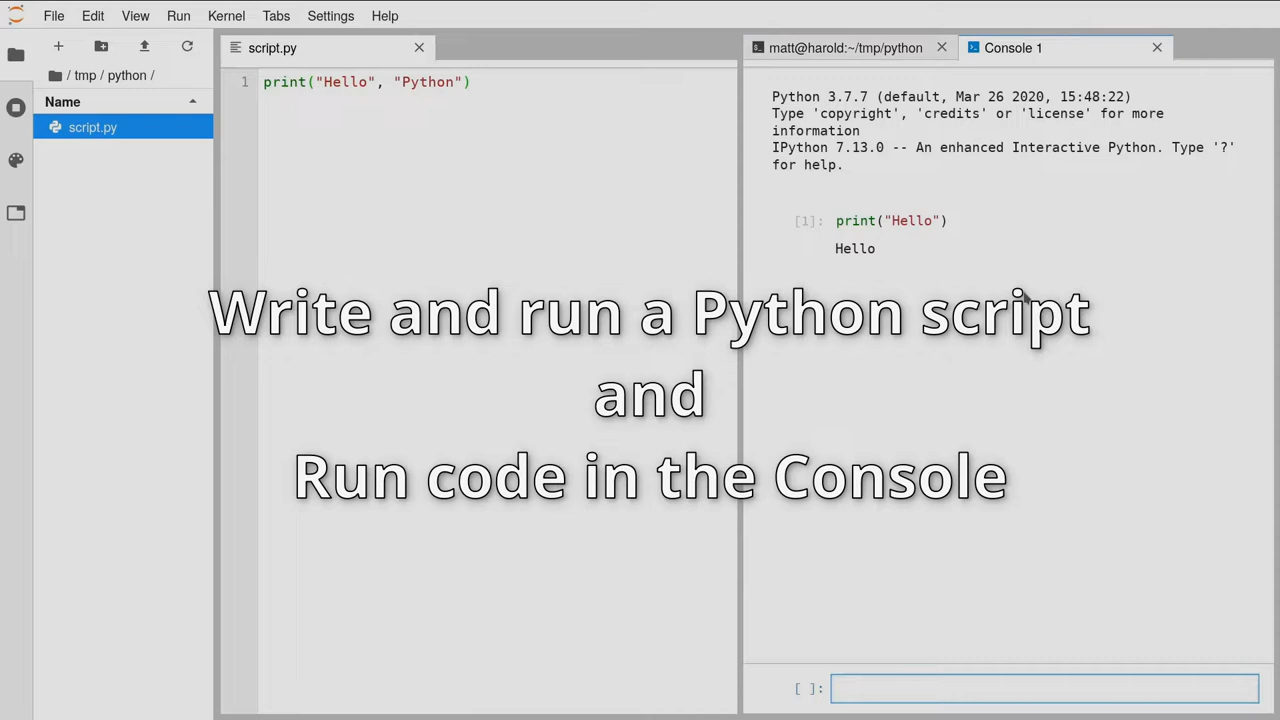 File Edit View Run Kernel Tabs Settings Help
/ tmp / python /
Name
script.py
script.py
1 print("Hello", "Python")
matt@harold:~/tmp/python
Console 1
Python 3.7.7 (default, Mar 26 2020, 15:48:22)
Type 'copyright', 'credits' or 'license' for more
information
IPython 7.13.0 -- An enhanced Interactive Python. Type '?'
for help.
[1]: print("Hello")
Hello
Write and run a Python script
and
Run code in the Console
[ ]: